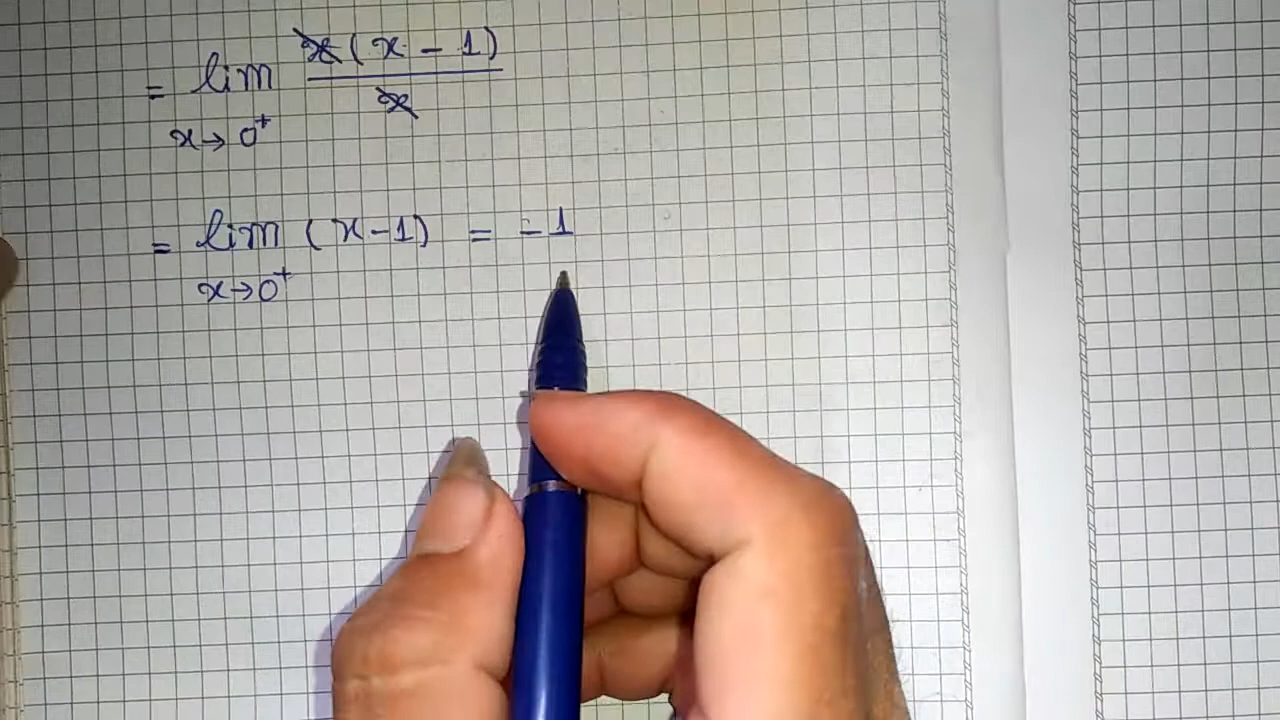 = lim x→0⁺ x(x - 1)/x
= lim x→0⁺ (x-1) = -1